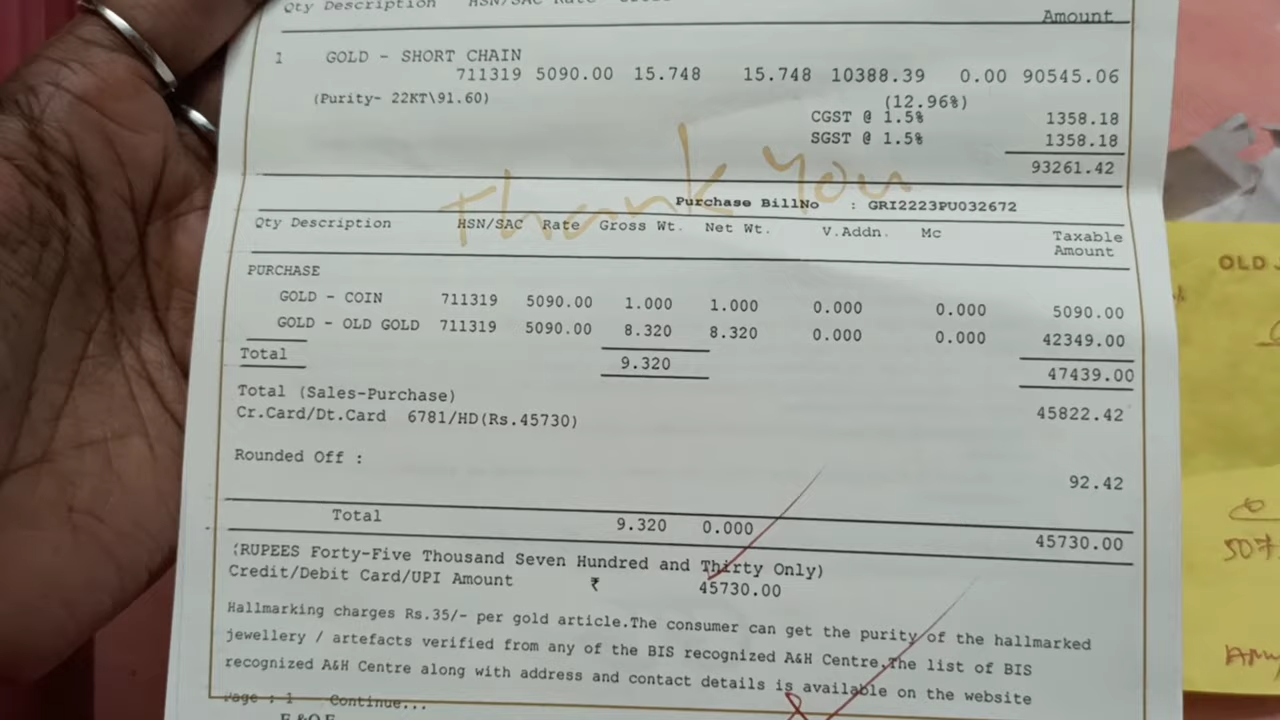 Qty Description HSN/SAC Rate
Amount
1 GOLD - SHORT CHAIN
711319 5090.00 15.748 15.748 10388.39 0.00 90545.06
(Purity- 22KT\91.60) (12.96%)
CGST @ 1.5% 1358.18
SGST @ 1.5% 1358.18
93261.42
Thank You
Purchase BillNo : GRI2223PU032672
Qty Description HSN/SAC Rate Gross Wt. Net Wt. V.Addn. Mc Taxable
Amount
PURCHASE
GOLD - COIN 711319 5090.00 1.000 1.000 0.000 0.000 5090.00
GOLD - OLD GOLD 711319 5090.00 8.320 8.320 0.000 0.000 42349.00
Total 9.320 47439.00
Total (Sales-Purchase) 45822.42
Cr.Card/Dt.Card 6781/HD(Rs.45730)
Rounded Off : 92.42
Total 9.320 0.000 45730.00
(RUPEES Forty-Five Thousand Seven Hundred and Thirty Only)
Credit/Debit Card/UPI Amount ₹ 45730.00
Hallmarking charges Rs.35/- per gold article.The consumer can get the purity of the hallmarked
jewellery / artefacts verified from any of the BIS recognized A&H Centre,The list of BIS
recognized A&H Centre along with address and contact details is available on the website
Page : 1 Continue...
E.&O.E
OLD
507